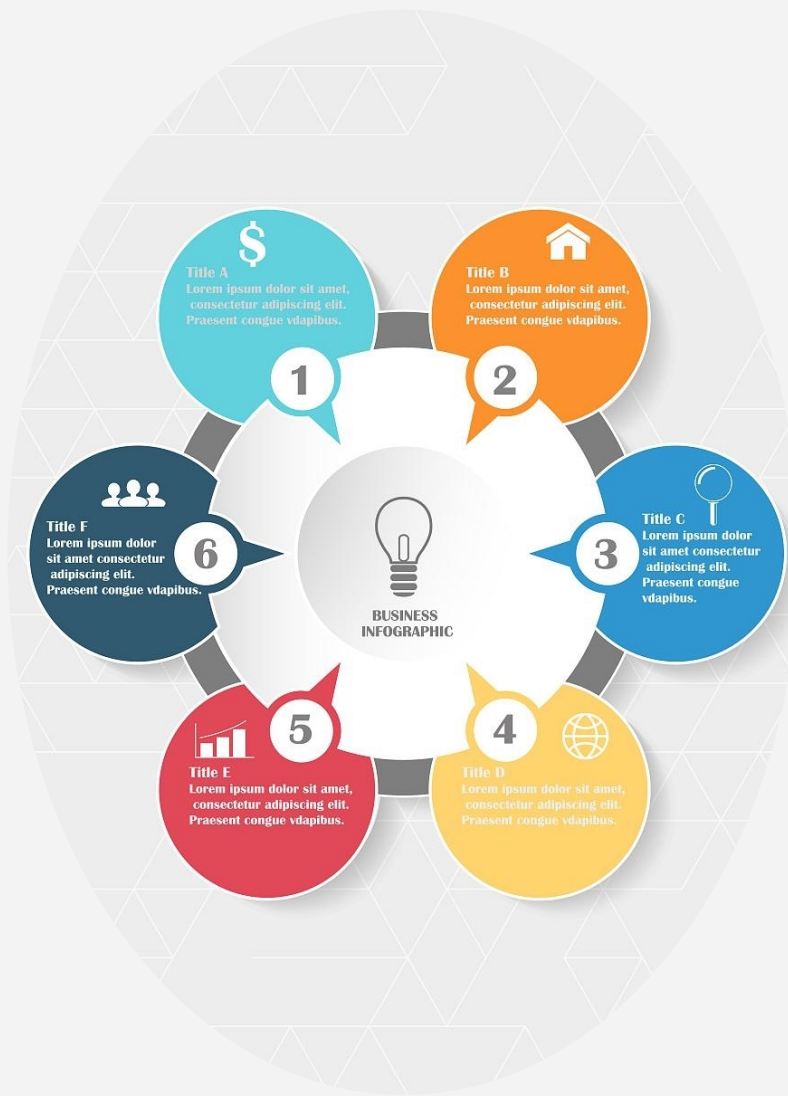 $
Title A
Lorem ipsum dolor sit amet,
consectetur adipiscing elit.
Praesent congue vdapibus.
1
Title B
Lorem ipsum dolor sit amet,
consectetur adipiscing elit.
Praesent congue vdapibus.
2
Title C
Lorem ipsum dolor
sit amet consectetur
adipiscing elit.
Praesent congue
vdapibus.
3
Title D
Lorem ipsum dolor sit amet,
consectetur adipiscing elit.
Praesent congue vdapibus.
4
Title E
Lorem ipsum dolor sit amet,
consectetur adipiscing elit.
Praesent congue vdapibus.
5
Title F
Lorem ipsum dolor
sit amet consectetur
adipiscing elit.
Praesent congue vdapibus.
6
BUSINESS
INFOGRAPHIC